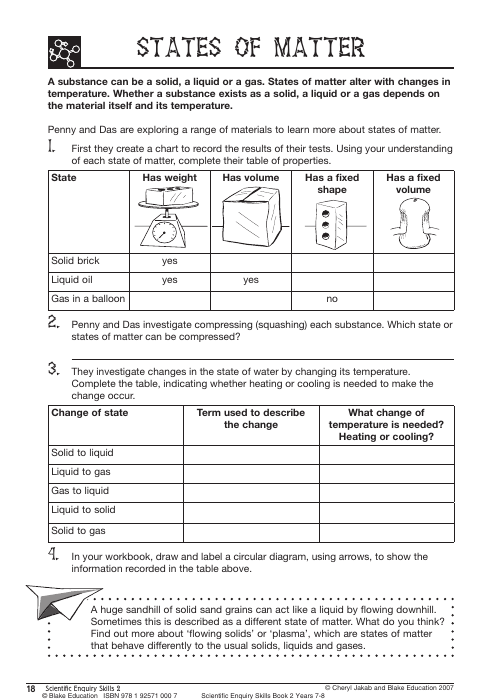 STATES OF MATTER
A substance can be a solid, a liquid or a gas. States of matter alter with changes in
temperature. Whether a substance exists as a solid, a liquid or a gas depends on
the material itself and its temperature.
Penny and Das are exploring a range of materials to learn more about states of matter.
1. First they create a chart to record the results of their tests. Using your understanding
of each state of matter, complete their table of properties.
State Has weight Has volume Has a fixed Has a fixed
shape volume
Solid brick yes
Liquid oil yes yes
Gas in a balloon no
2. Penny and Das investigate compressing (squashing) each substance. Which state or
states of matter can be compressed?
3. They investigate changes in the state of water by changing its temperature.
Complete the table, indicating whether heating or cooling is needed to make the
change occur.
Change of state Term used to describe What change of
the change temperature is needed?
Heating or cooling?
Solid to liquid
Liquid to gas
Gas to liquid
Liquid to solid
Solid to gas
4. In your workbook, draw and label a circular diagram, using arrows, to show the
information recorded in the table above.
A huge sandhill of solid sand grains can act like a liquid by flowing downhill.
Sometimes this is described as a different state of matter. What do you think?
Find out more about ‘flowing solids’ or ‘plasma’, which are states of matter
that behave differently to the usual solids, liquids and gases.
18 Scientific Enquiry Skills 2 © Cheryl Jakab and Blake Education 2007
© Blake Education ISBN 978 1 92571 000 7 Scientific Enquiry Skills Book 2 Years 7-8